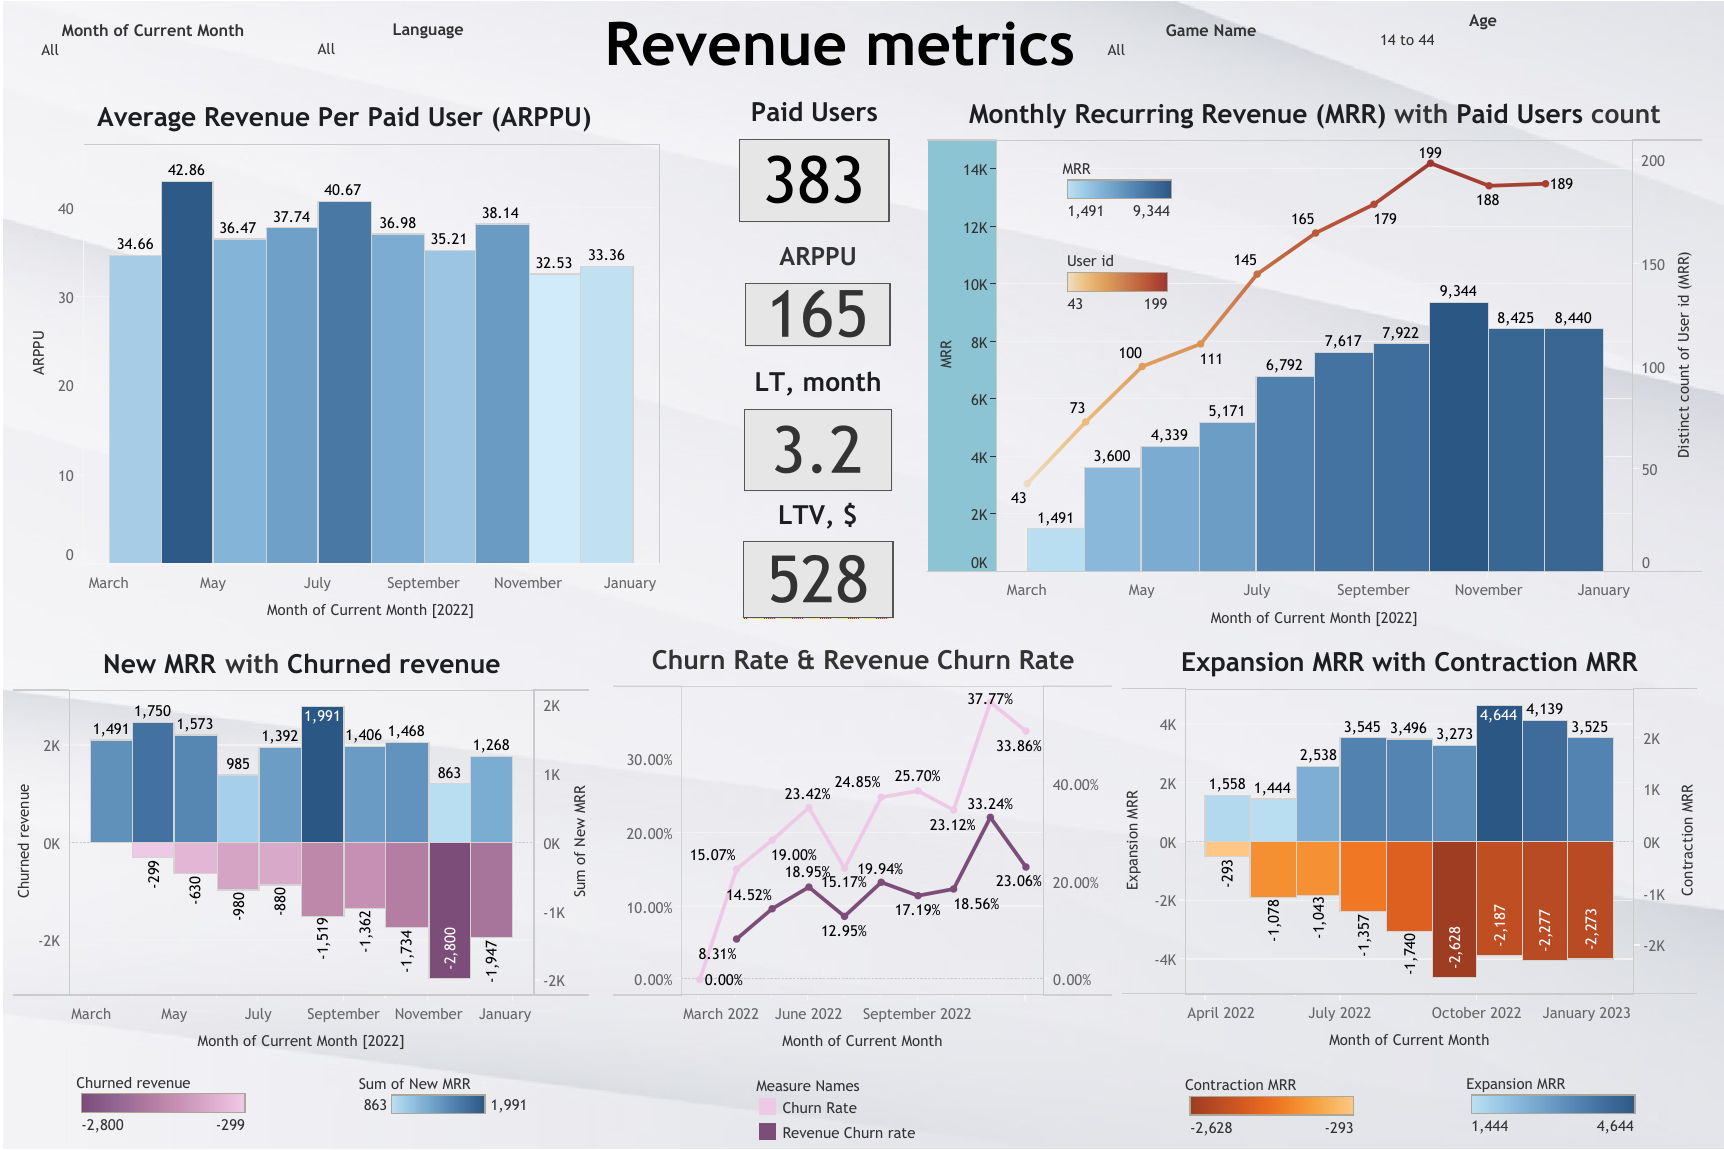 Revenue metrics
Month of Current Month
All
Language
All
Game Name
All
Age
14 to 44
Average Revenue Per Paid User (ARPPU)
ARPPU
40
30
20
10
0
34.66
42.86
36.47
37.74
40.67
36.98
35.21
38.14
32.53
33.36
March
May
July
September
November
January
Month of Current Month [2022]
Paid Users
383
ARPPU
165
LT, month
3.2
LTV, $
528
Monthly Recurring Revenue (MRR) with Paid Users count
MRR
14K
12K
10K
8K
6K
4K
2K
0K
MRR
1,491 9,344
User id
43 199
43
73
100
111
145
165
179
199
188
189
1,491
3,600
4,339
5,171
6,792
7,617
7,922
9,344
8,425
8,440
200
150
100
50
0
Distinct count of User id (MRR)
March
May
July
September
November
January
Month of Current Month [2022]
New MRR with Churned revenue
Churned revenue
2K
0K
-2K
1,491
1,750
1,573
985
1,392
1,991
1,406
1,468
863
1,268
-299
-630
-980
-880
-1,519
-1,362
-1,734
-2,800
-1,947
2K
1K
0K
-1K
-2K
Sum of New MRR
March
May
July
September
November
January
Month of Current Month [2022]
Churned revenue
-2,800 -299
Sum of New MRR
863 1,991
Churn Rate & Revenue Churn Rate
30.00%
20.00%
10.00%
0.00%
0.00%
15.07%
19.00%
23.42%
15.17%
24.85%
25.70%
23.12%
37.77%
33.86%
8.31%
14.52%
18.95%
12.95%
19.94%
17.19%
18.56%
33.24%
23.06%
40.00%
20.00%
0.00%
March 2022
June 2022
September 2022
Month of Current Month
Measure Names
Churn Rate
Revenue Churn rate
Expansion MRR with Contraction MRR
Expansion MRR
4K
2K
0K
-2K
-4K
1,558
1,444
2,538
3,545
3,496
3,273
4,644
4,139
3,525
-293
-1,078
-1,043
-1,357
-1,740
-2,628
-2,187
-2,277
-2,273
2K
1K
0K
-1K
-2K
Contraction MRR
April 2022
July 2022
October 2022
January 2023
Month of Current Month
Contraction MRR
-2,628 -293
Expansion MRR
1,444 4,644